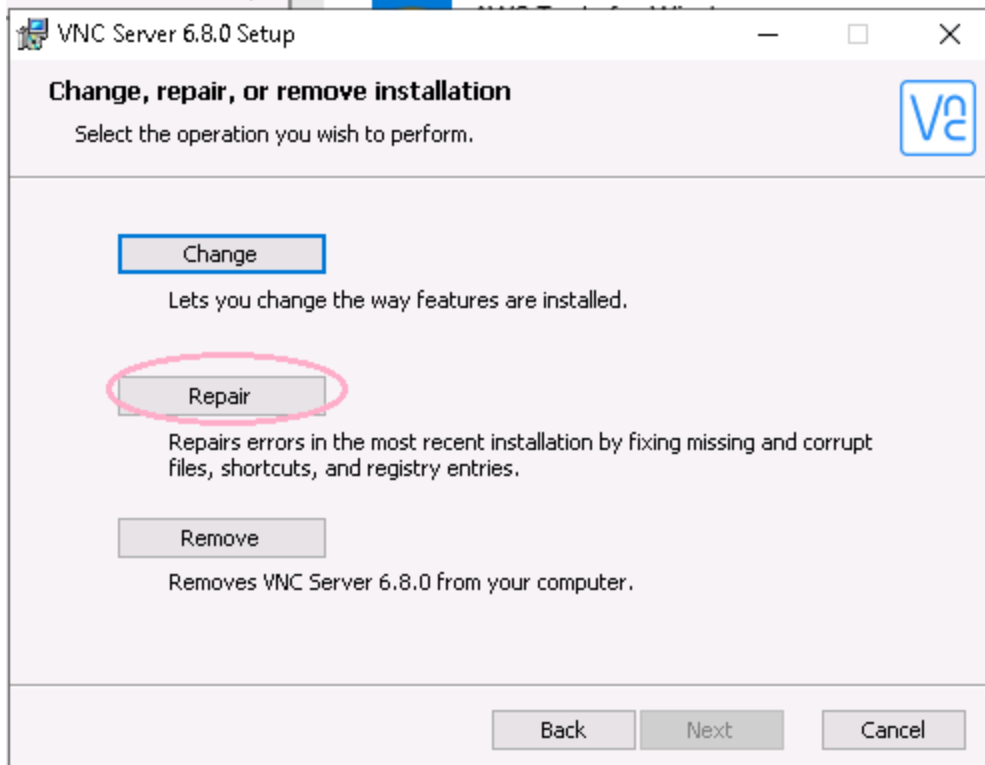 VNC Server 6.8.0 Setup
Change, repair, or remove installation
Select the operation you wish to perform.
Change
Lets you change the way features are installed.
Repair
Repairs errors in the most recent installation by fixing missing and corrupt
files, shortcuts, and registry entries.
Remove
Removes VNC Server 6.8.0 from your computer.
Back
Next
Cancel